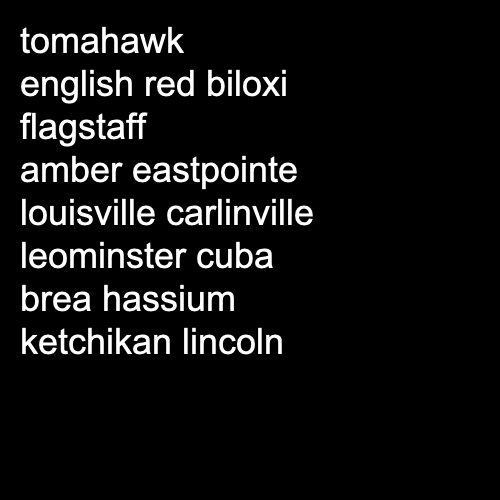 tomahawk
english red biloxi
flagstaff
amber eastpointe
louisville carlinville
leominster cuba
brea hassium
ketchikan lincoln